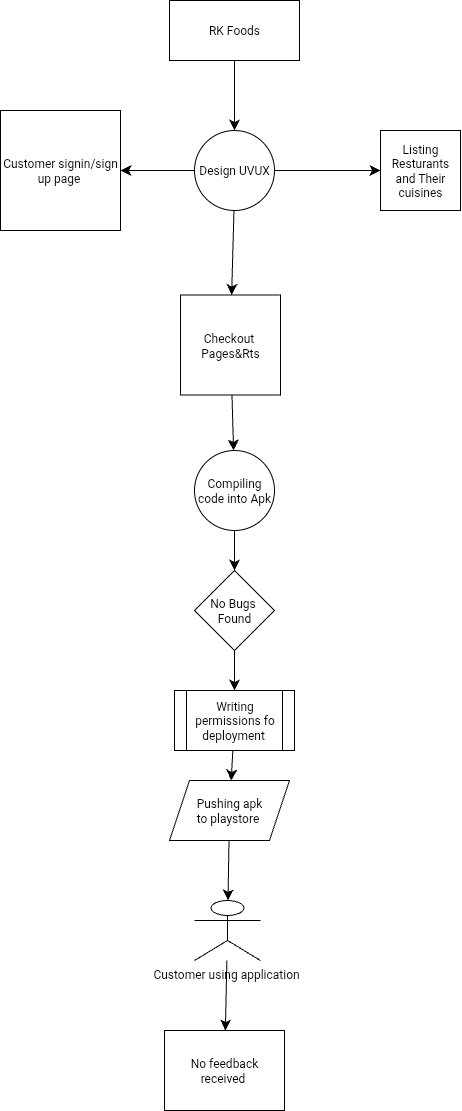 RK Foods
Customer signin/sign
up page
Design UVUX
Listing
Resturants
and Their
cuisines
Checkout
Pages&Rts
Compiling
code into Apk
No Bugs
Found
Writing
permissions fo
deployment
Pushing apk
to playstore
Customer using application
No feedback
received